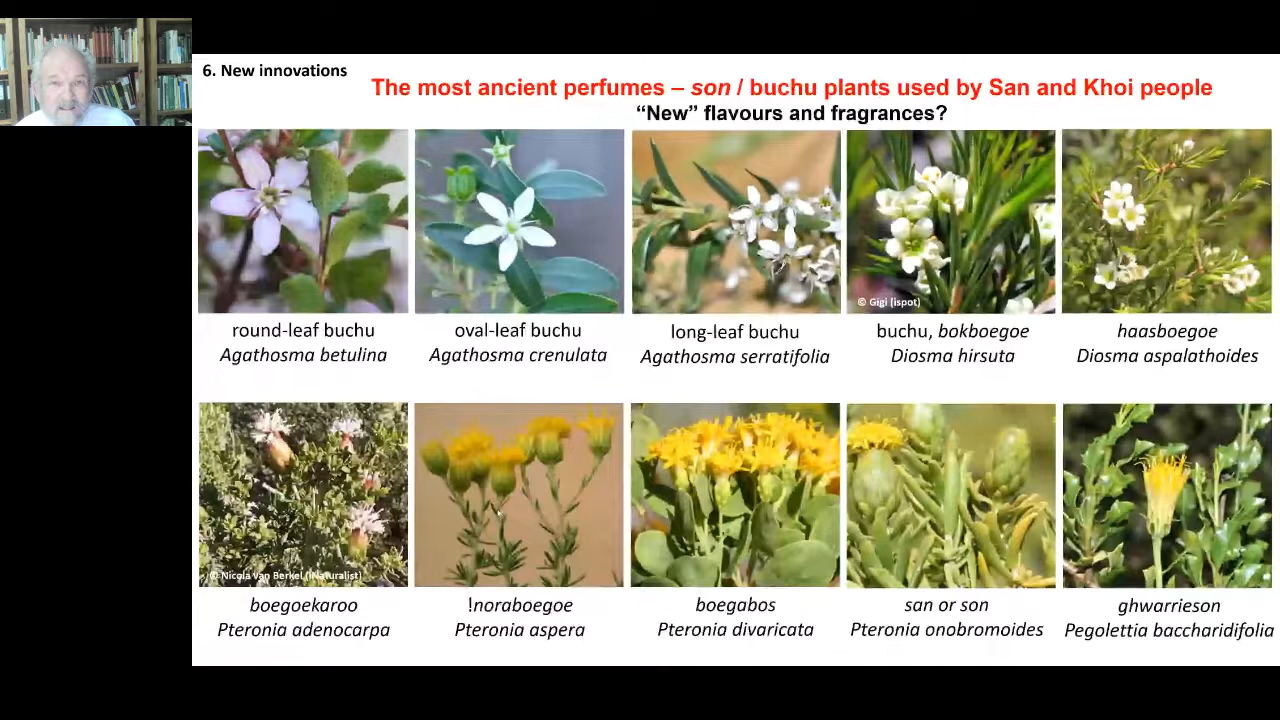 6. New innovations
The most ancient perfumes – son / buchu plants used by San and Khoi people
“New” flavours and fragrances?
© Gigi (ispot)
round-leaf buchu
Agathosma betulina
oval-leaf buchu
Agathosma crenulata
long-leaf buchu
Agathosma serratifolia
buchu, bokboegoe
Diosma hirsuta
haasboegoe
Diosma aspalathoides
© Nicola van Berkel (iNaturalist)
boegoekaroo
Pteronia adenocarpa
!noraboegoe
Pteronia aspera
boegabos
Pteronia divaricata
san or son
Pteronia onobromoides
ghwarrieson
Pegolettia baccharidifolia